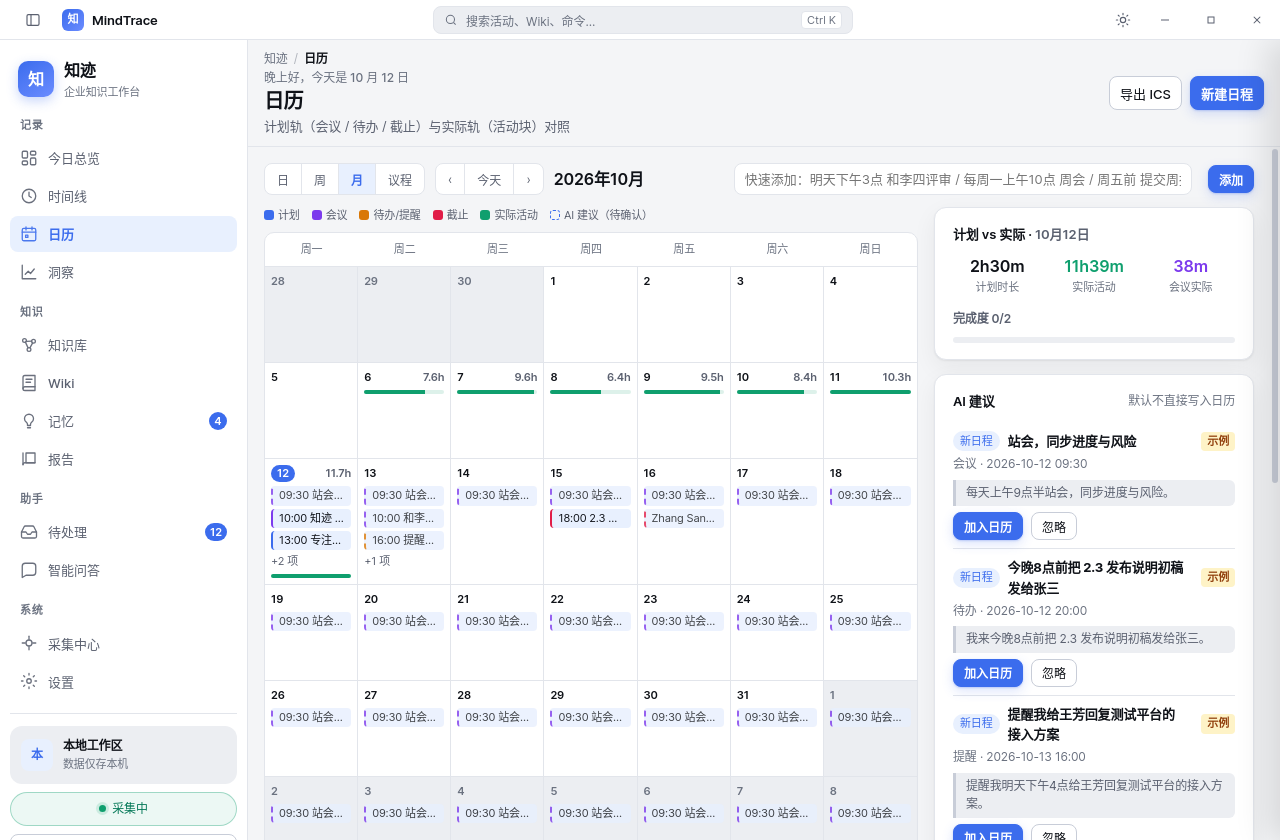 知 MindTrace
搜索活动、Wiki、命令... Ctrl K
知 知迹
企业知识工作台
记录
今日总览
时间线
日历
洞察
知识
知识库
Wiki
记忆 4
报告
助手
待处理 12
智能问答
系统
采集中心
设置
本 本地工作区
数据仅存本机
采集中
知迹 / 日历
晚上好，今天是 10 月 12 日
日历
计划轨（会议 / 待办 / 截止）与实际轨（活动块）对照
导出 ICS 新建日程
日 周 月 议程 ‹ 今天 › 2026年10月
快速添加：明天下午3点 和李四评审 / 每周一上午10点 周会 / 周五前 提交周: 添加
计划 会议 待办/提醒 截止 实际活动 AI 建议（待确认）
周一 周二 周三 周四 周五 周六 周日
28 29 30 1 2 3 4
5 6 7.6h 7 9.6h 8 6.4h 9 9.5h 10 8.4h 11 10.3h
12 11.7h 13 14 15 16 17 18
09:30 站会... 09:30 站会... 09:30 站会... 09:30 站会... 09:30 站会... 09:30 站会... 09:30 站会...
10:00 知迹 ... 10:00 和李... 18:00 2.3 ... Zhang San...
13:00 专注... 16:00 提醒...
+2 项 +1 项
19 20 21 22 23 24 25
09:30 站会... 09:30 站会... 09:30 站会... 09:30 站会... 09:30 站会... 09:30 站会... 09:30 站会...
26 27 28 29 30 31 1
09:30 站会... 09:30 站会... 09:30 站会... 09:30 站会... 09:30 站会... 09:30 站会... 09:30 站会...
2 3 4 5 6 7 8
09:30 站会... 09:30 站会... 09:30 站会... 09:30 站会... 09:30 站会... 09:30 站会... 09:30 站会...
计划 vs 实际 · 10月12日
2h30m 11h39m 38m
计划时长 实际活动 会议实际
完成度 0/2
AI 建议 默认不直接写入日历
新日程 站会，同步进度与风险 示例
会议 · 2026-10-12 09:30
每天上午9点半站会，同步进度与风险。
加入日历 忽略
新日程 今晚8点前把 2.3 发布说明初稿 示例
发给张三
待办 · 2026-10-12 20:00
我来今晚8点前把 2.3 发布说明初稿发给张三。
加入日历 忽略
新日程 提醒我给王芳回复测试平台的 示例
接入方案
提醒 · 2026-10-13 16:00
提醒我明天下午4点给王芳回复测试平台的接入方
案。
加入日历 忽略